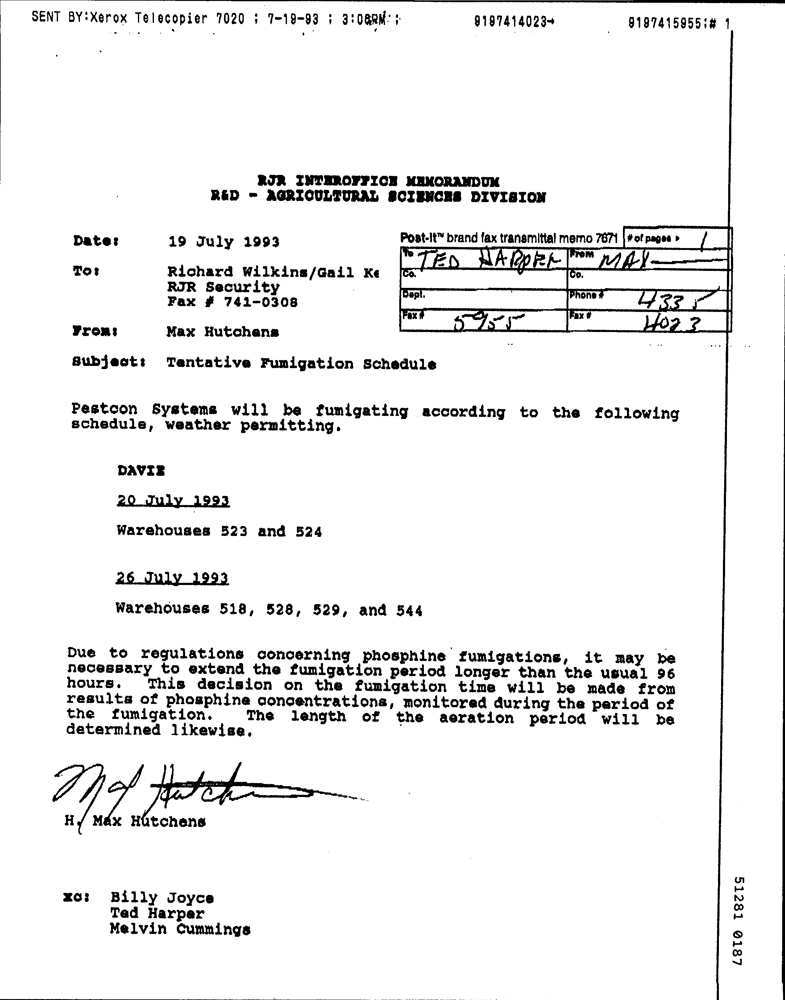 SENT BY:Xerox Telecopier 7020 ; 7-19-93 ; 3:08PM ; 9197414023→ 9197415955;# 1
RJR INTEROFFICE MEMORANDUM
R&D - AGRICULTURAL SCIENCES DIVISION
Date: 19 July 1993
To: Richard Wilkins/Gail Ke
RJR Security
Fax # 741-0308
From: Max Hutchens
Subject: Tentative Fumigation Schedule
Post-It™ brand fax transmittal memo 7671 # of pages ▸ 1
To TED HARPER From MAX
Co. Co.
Dept. Phone # 4335
Fax # 5955 Fax # 4023
Pestcon Systems will be fumigating according to the following
schedule, weather permitting.
DAVIE
20 July 1993
Warehouses 523 and 524
26 July 1993
Warehouses 518, 528, 529, and 544
Due to regulations concerning phosphine fumigations, it may be
necessary to extend the fumigation period longer than the usual 96
hours. This decision on the fumigation time will be made from
results of phosphine concentrations, monitored during the period of
the fumigation. The length of the aeration period will be
determined likewise.
Max Hutchens
H. Max Hutchens
xc: Billy Joyce
Ted Harper
Melvin Cummings
51281 0187